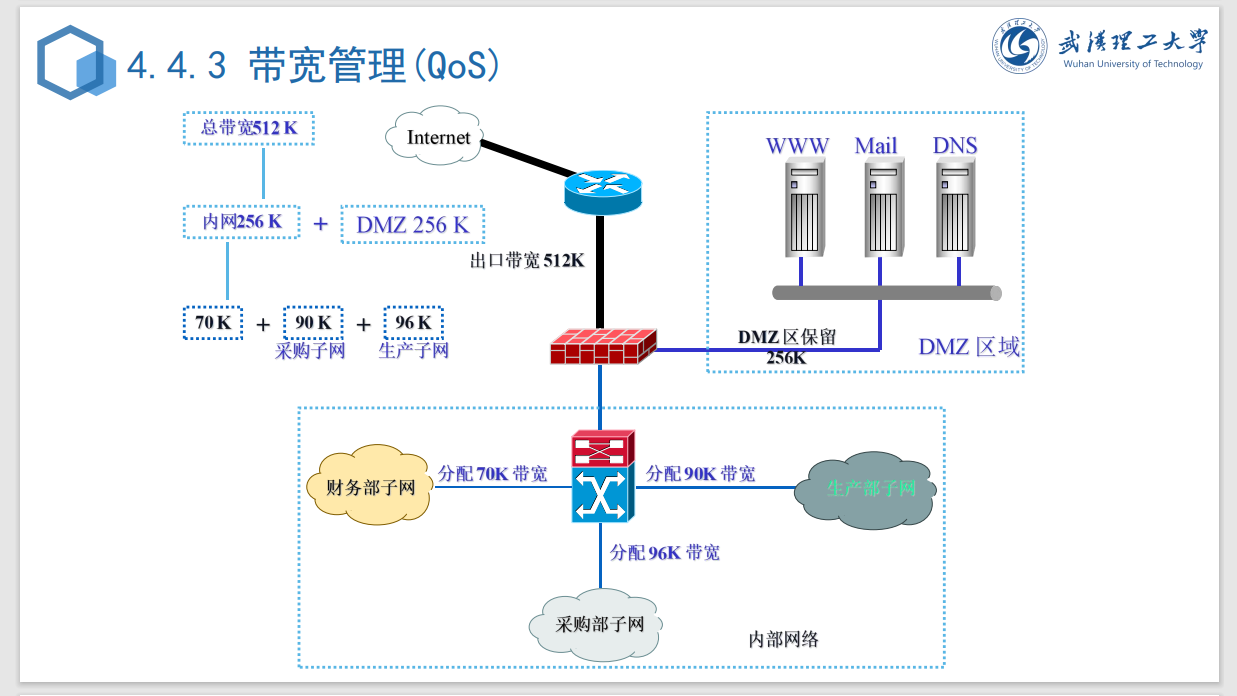 4.4.3 带宽管理(QoS)
武汉理工大学
Wuhan University of Technology
总带宽512 K
内网256 K + DMZ 256 K
70 K + 90 K + 96 K
采购子网 生产子网
Internet
出口带宽 512K
WWW Mail DNS
DMZ 区保留
256K
DMZ 区域
财务部子网
分配 70K 带宽
分配 90K 带宽
生产部子网
分配 96K 带宽
采购部子网
内部网络